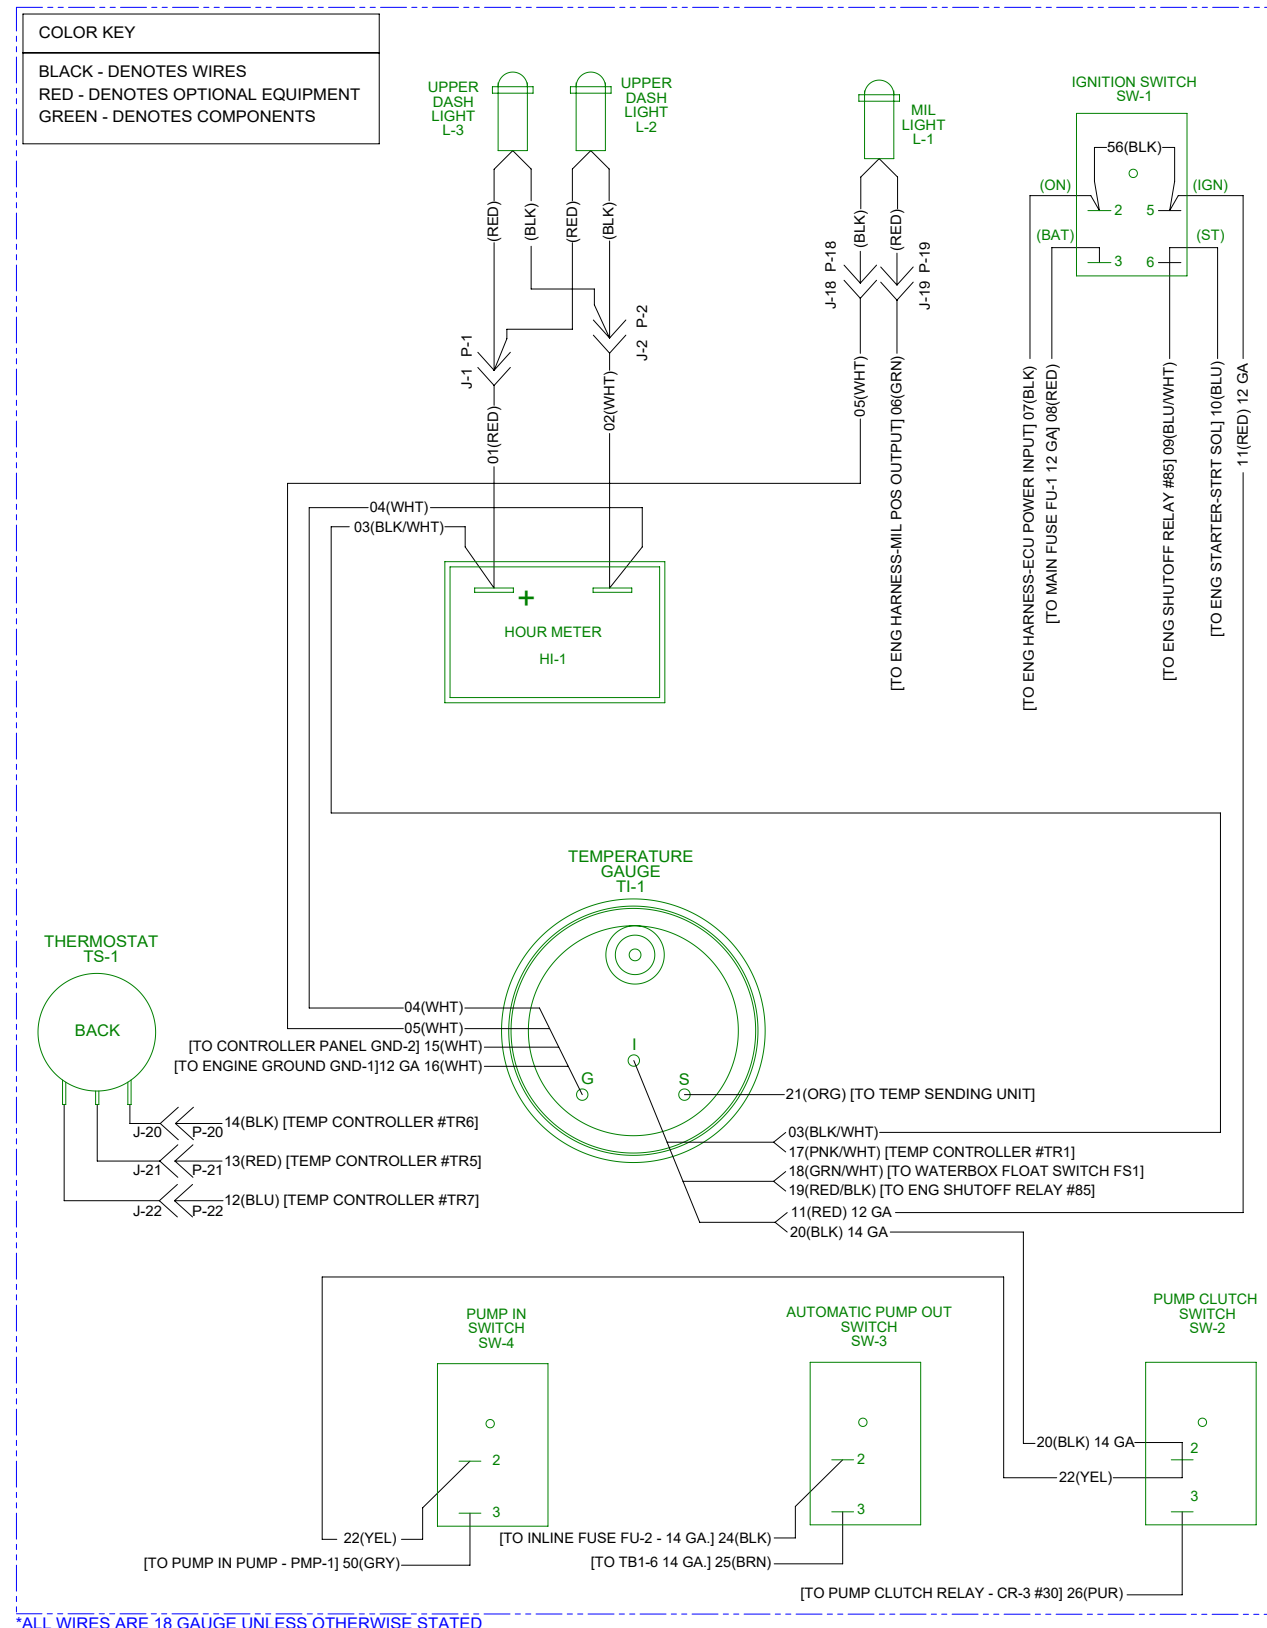 COLOR KEY
BLACK - DENOTES WIRES
RED - DENOTES OPTIONAL EQUIPMENT
GREEN - DENOTES COMPONENTS
UPPER
DASH
LIGHT
L-3
UPPER
DASH
LIGHT
L-2
MIL
LIGHT
L-1
IGNITION SWITCH
SW-1
56(BLK)
(ON)
(IGN)
2
5
(BAT)
(ST)
3
6
(RED)
(BLK)
(RED)
(BLK)
(BLK)
(RED)
J-1 P-1
J-2 P-2
J-18 P-18
J-19 P-19
01(RED)
02(WHT)
05(WHT)
[TO ENG HARNESS-MIL POS OUTPUT] 06(GRN)
[TO ENG HARNESS-ECU POWER INPUT] 07(BLK)
[TO MAIN FUSE FU-1 12 GA] 08(RED)
[TO ENG SHUTOFF RELAY #85] 09(BLU/WHT)
[TO ENG STARTER-STRT SOL] 10(BLU)
11(RED) 12 GA
04(WHT)
03(BLK/WHT)
+
HOUR METER
HI-1
TEMPERATURE
GAUGE
TI-1
THERMOSTAT
TS-1
BACK
04(WHT)
05(WHT)
[TO CONTROLLER PANEL GND-2] 15(WHT)
[TO ENGINE GROUND GND-1]12 GA 16(WHT)
I
G
S
21(ORG) [TO TEMP SENDING UNIT]
J-20
P-20
14(BLK) [TEMP CONTROLLER #TR6]
J-21
P-21
13(RED) [TEMP CONTROLLER #TR5]
J-22
P-22
12(BLU) [TEMP CONTROLLER #TR7]
03(BLK/WHT)
17(PNK/WHT) [TEMP CONTROLLER #TR1]
18(GRN/WHT) [TO WATERBOX FLOAT SWITCH FS1]
19(RED/BLK) [TO ENG SHUTOFF RELAY #85]
11(RED) 12 GA
20(BLK) 14 GA
PUMP IN
SWITCH
SW-4
AUTOMATIC PUMP OUT
SWITCH
SW-3
PUMP CLUTCH
SWITCH
SW-2
2
3
22(YEL)
[TO PUMP IN PUMP - PMP-1] 50(GRY)
2
3
[TO INLINE FUSE FU-2 - 14 GA.] 24(BLK)
[TO TB1-6 14 GA.] 25(BRN)
20(BLK) 14 GA
2
22(YEL)
3
[TO PUMP CLUTCH RELAY - CR-3 #30] 26(PUR)
*ALL WIRES ARE 18 GAUGE UNLESS OTHERWISE STATED